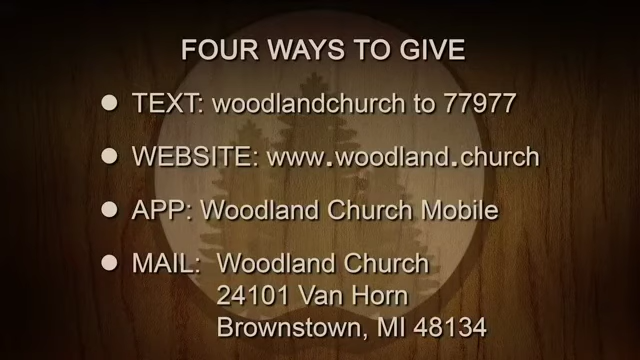 FOUR WAYS TO GIVE
● TEXT: woodlandchurch to 77977
● WEBSITE: www.woodland.church
● APP: Woodland Church Mobile
● MAIL: Woodland Church
24101 Van Horn
Brownstown, MI 48134